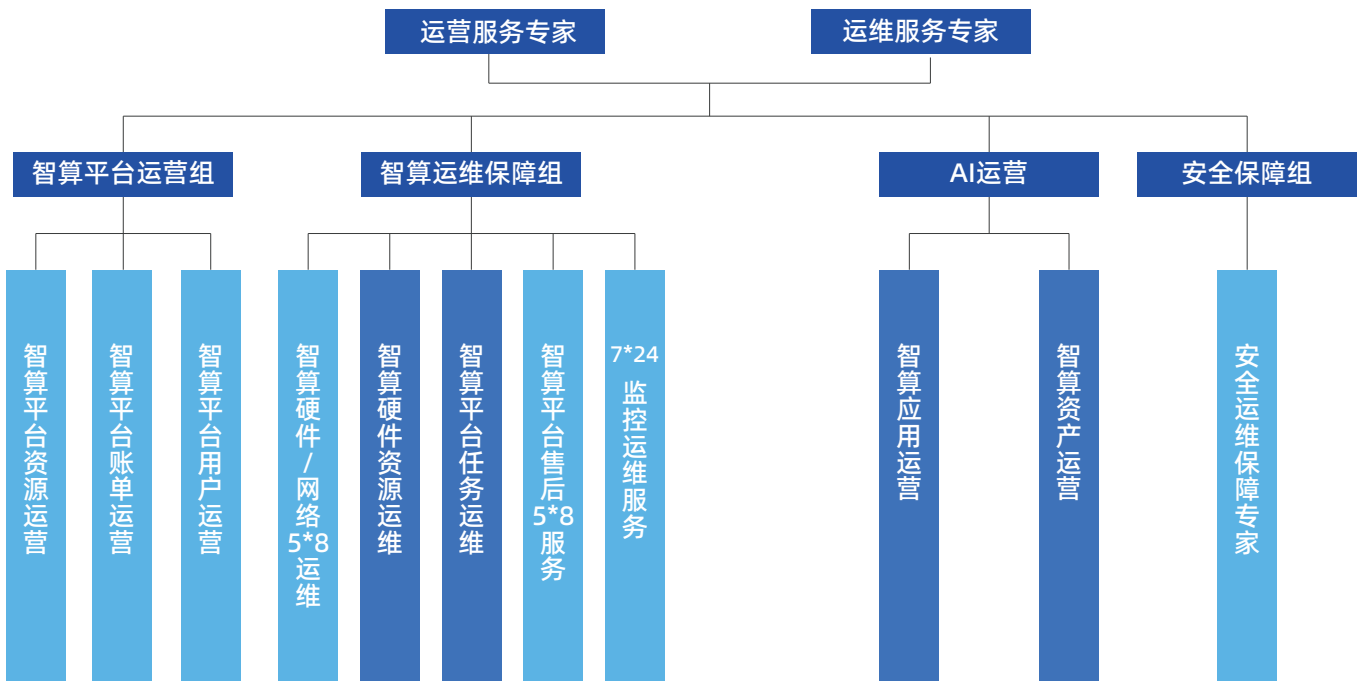 运营服务专家
运维服务专家
智算平台运营组
智算运维保障组
AI运营
安全保障组
智算平台资源运营
智算平台账单运营
智算平台用户运营
智算硬件/网络5*8运维
智算硬件资源运维
智算平台任务运维
智算平台售后5*8服务
7*24监控运维服务
智算应用运营
智算资产运营
安全运维保障专家